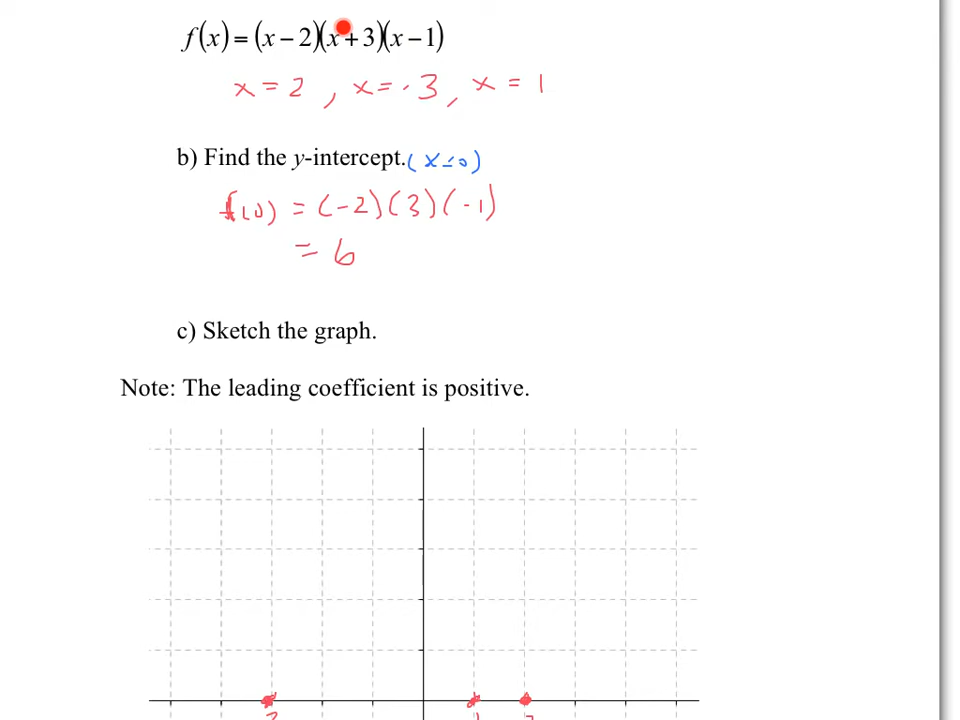 f(x) = (x − 2)(x + 3)(x − 1)
x = 2 , x = -3 , x = 1
b) Find the y-intercept. (x = 0)
f(0) = (-2)(3)(-1)
= 6
c) Sketch the graph.
Note: The leading coefficient is positive.